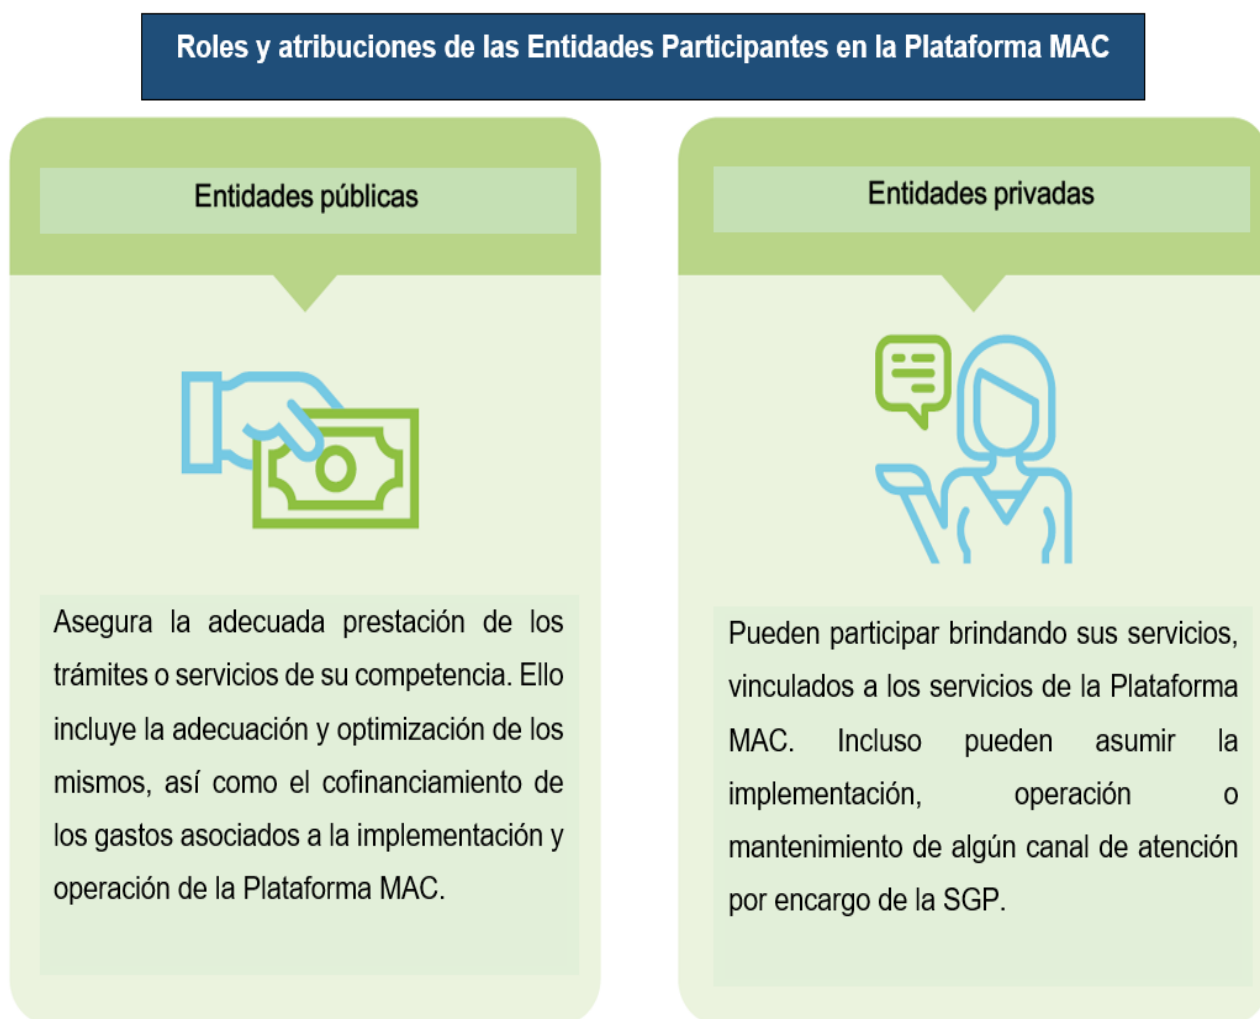 Roles y atribuciones de las Entidades Participantes en la Plataforma MAC
Entidades públicas
Asegura la adecuada prestación de los
trámites o servicios de su competencia. Ello
incluye la adecuación y optimización de los
mismos, así como el cofinanciamiento de
los gastos asociados a la implementación y
operación de la Plataforma MAC.
Entidades privadas
Pueden participar brindando sus servicios,
vinculados a los servicios de la Plataforma
MAC. Incluso pueden asumir la
implementación, operación o
mantenimiento de algún canal de atención
por encargo de la SGP.